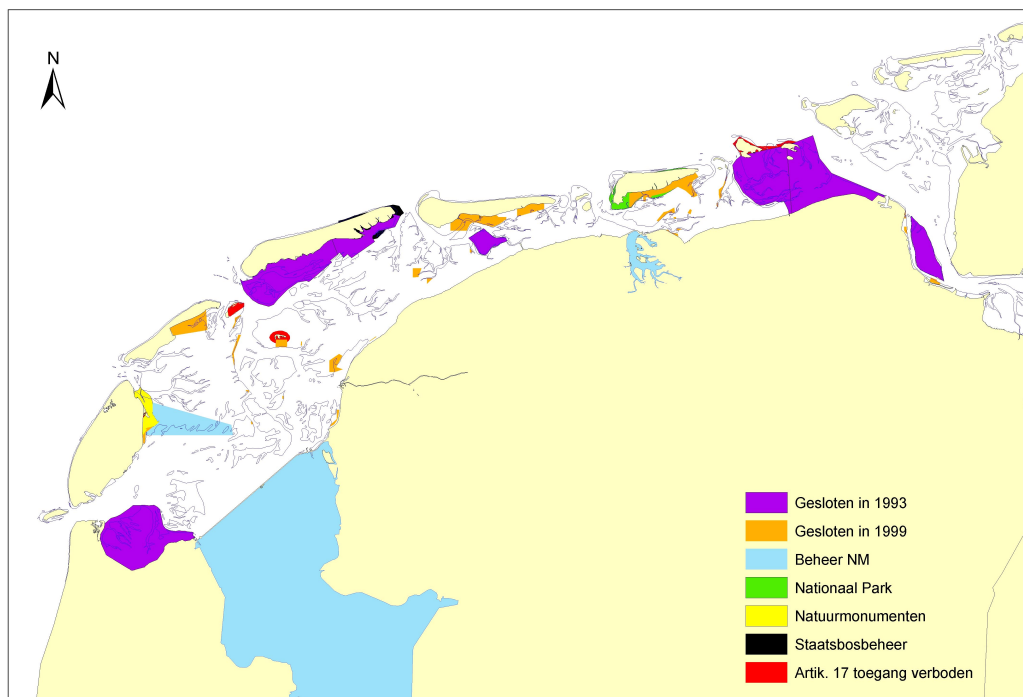 N
Gesloten in 1993
Gesloten in 1999
Beheer NM
Nationaal Park
Natuurmonumenten
Staatsbosbeheer
Artik. 17 toegang verboden